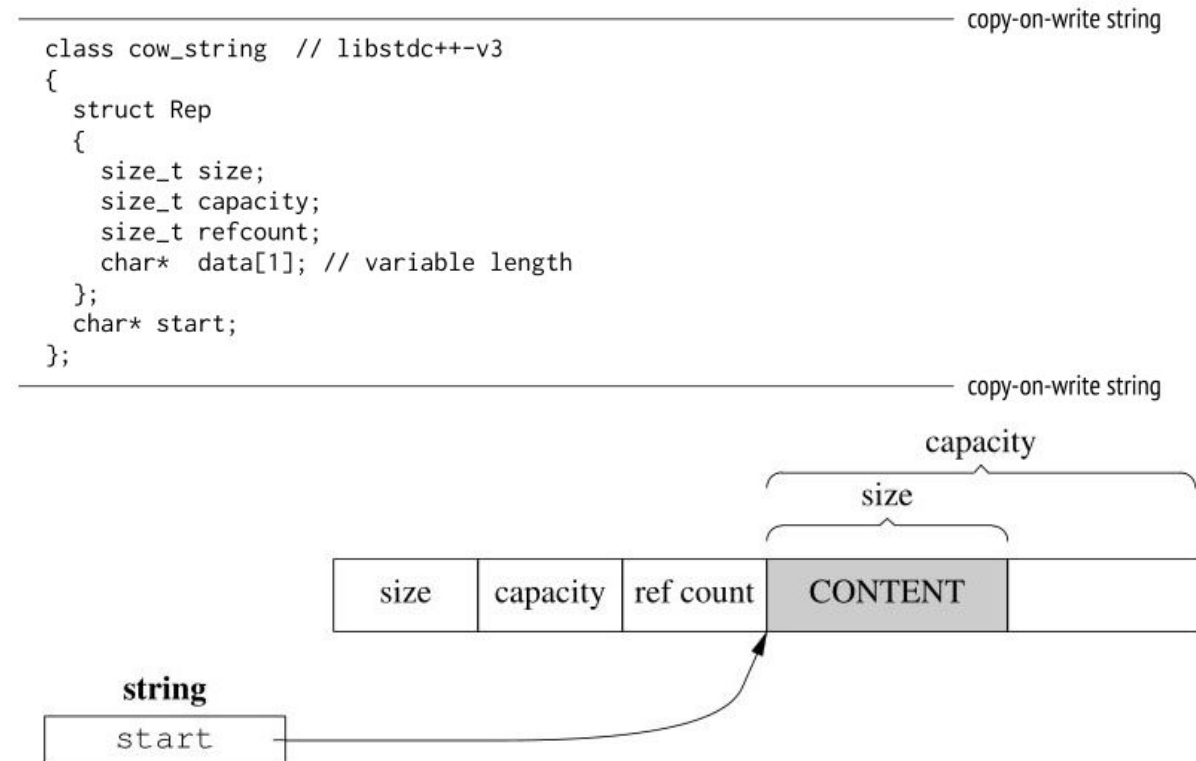 copy-on-write string
class cow_string  // libstdc++-v3
{
  struct Rep
  {
    size_t size;
    size_t capacity;
    size_t refcount;
    char*  data[1]; // variable length
  };
  char* start;
};
copy-on-write string
capacity
size
size capacity ref count CONTENT
string
start